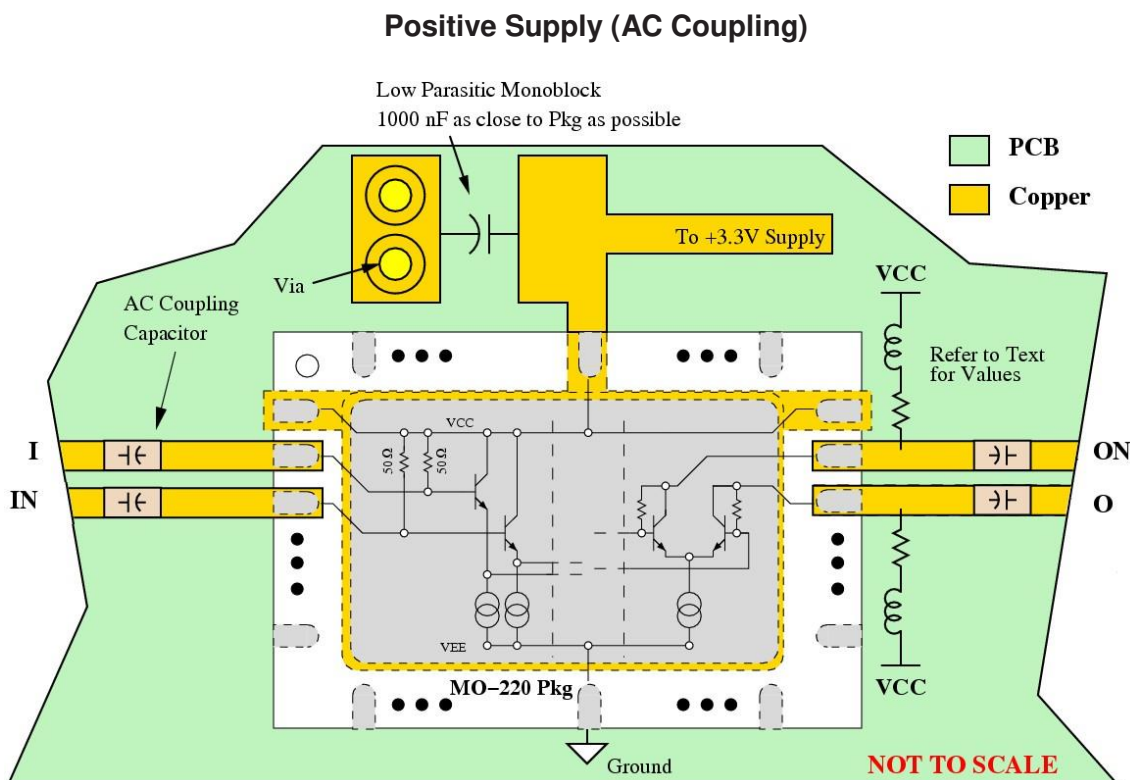 Positive Supply (AC Coupling)
Low Parasitic Monoblock
1000 nF as close to Pkg as possible
PCB
Copper
To +3.3V Supply
Via
VCC
AC Coupling
Capacitor
Refer to Text
for Values
VCC
50 Ω
50 Ω
I
ON
IN
O
VEE
MO−220 Pkg
VCC
Ground
NOT TO SCALE